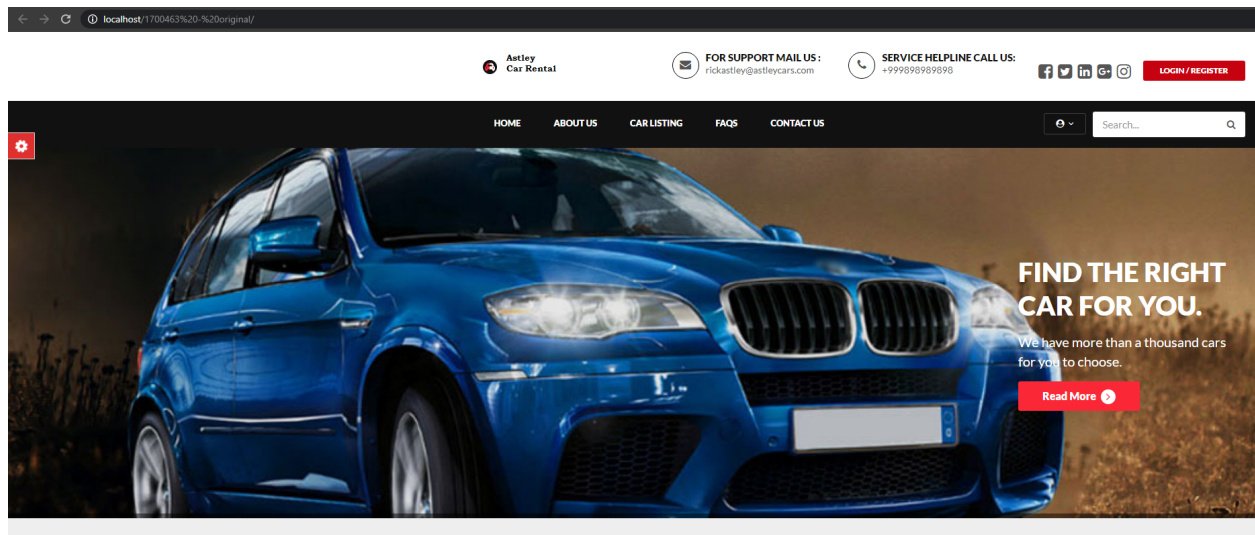 localhost/1700463%20-%20original/
Astley
Car Rental
FOR SUPPORT MAIL US :
rickastley@astleycars.com
SERVICE HELPLINE CALL US:
+999898989898
LOGIN / REGISTER
HOME
ABOUT US
CAR LISTING
FAQS
CONTACT US
Search...
FIND THE RIGHT
CAR FOR YOU.
We have more than a thousand cars
for you to choose.
Read More